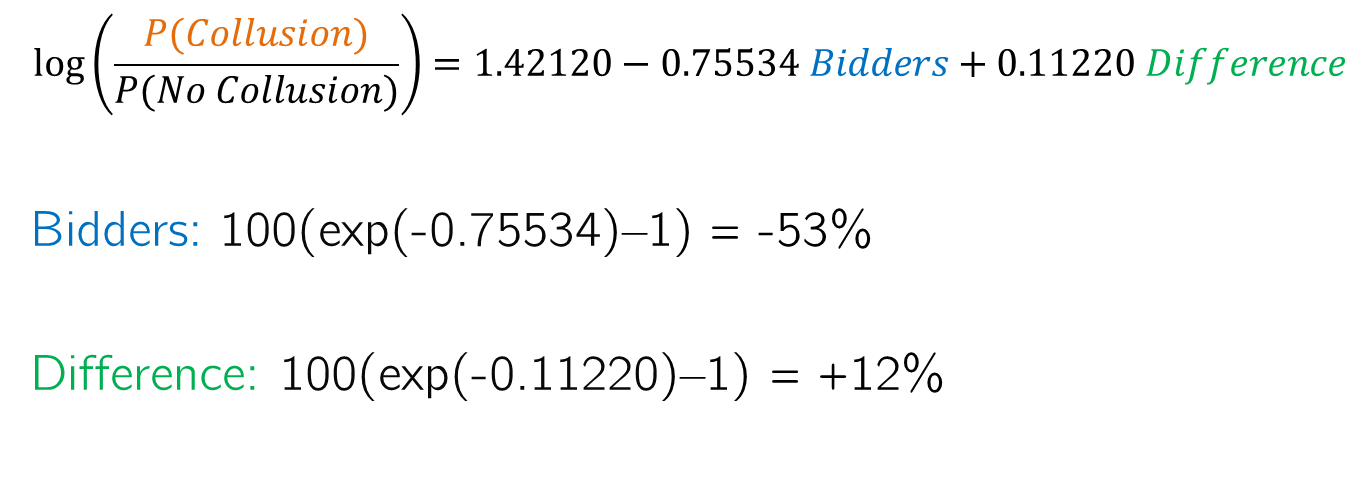 log(P(Collusion)/P(No Collusion)) = 1.42120 − 0.75534 Bidders + 0.11220 Difference
Bidders: 100(exp(-0.75534)–1) = -53%
Difference: 100(exp(-0.11220)–1) = +12%